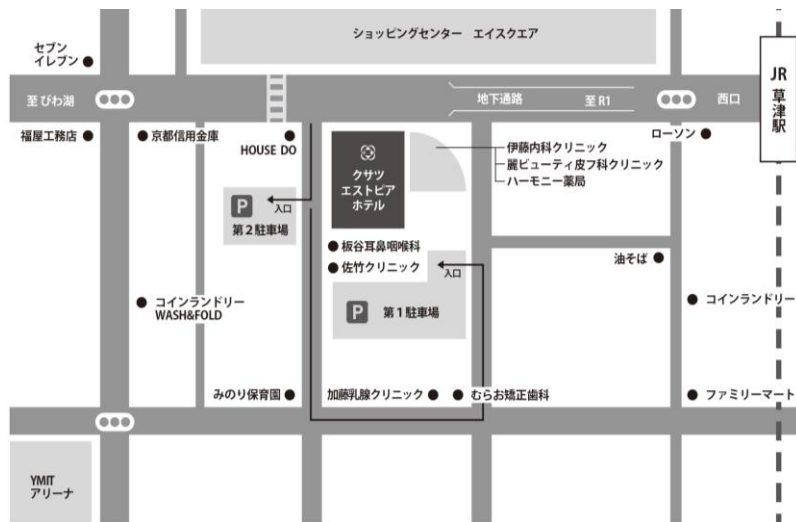 ショッピングセンター　エイスクエア
セブン
イレブン
JR
草津駅
至びわ湖
地下通路
至R1
西口
福屋工務店
京都信用金庫
HOUSE DO
クサツ
エストピア
ホテル
伊藤内科クリニック
麗ビューティ皮フ科クリニック
ハーモニー薬局
ローソン
P
入口
第2駐車場
板谷耳鼻咽喉科
佐竹クリニック
入口
油そば
コインランドリー
WASH&FOLD
P
第1駐車場
コインランドリー
みのり保育園
加藤乳腺クリニック
むらお矯正歯科
ファミリーマート
YMIT
アリーナ